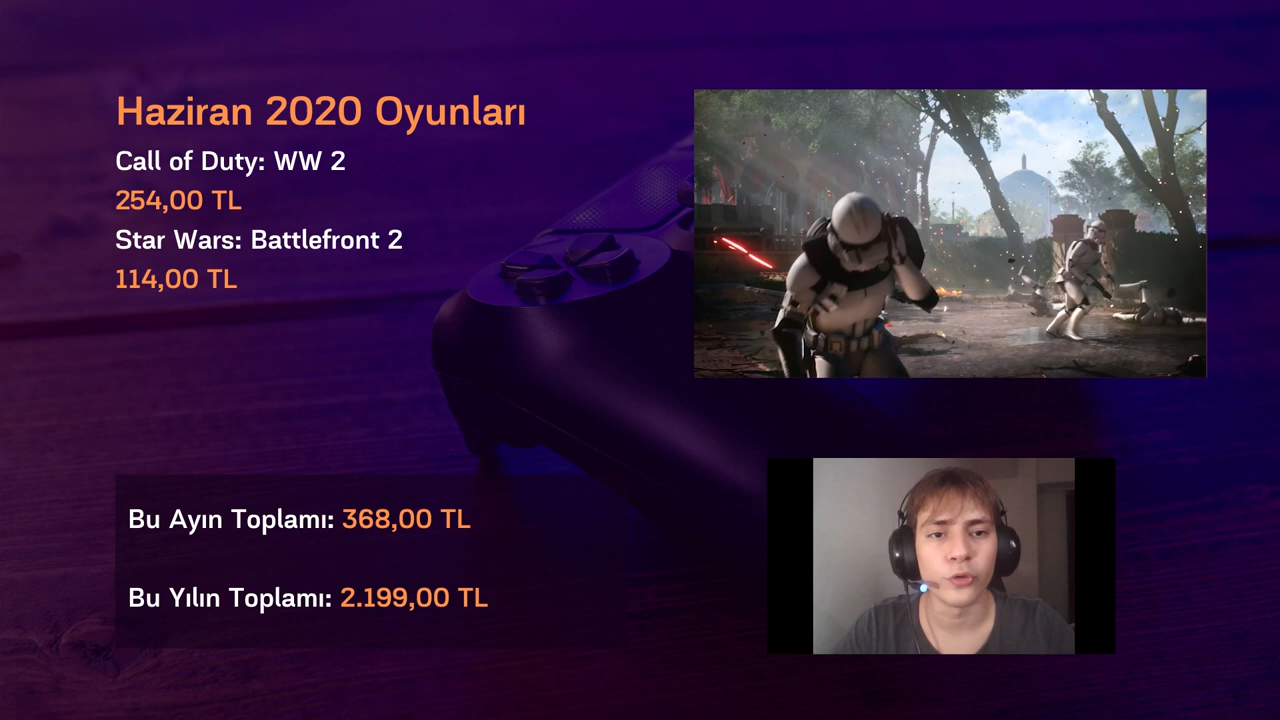 Haziran 2020 Oyunları
Call of Duty: WW 2
254,00 TL
Star Wars: Battlefront 2
114,00 TL
Bu Ayın Toplamı: 368,00 TL
Bu Yılın Toplamı: 2.199,00 TL